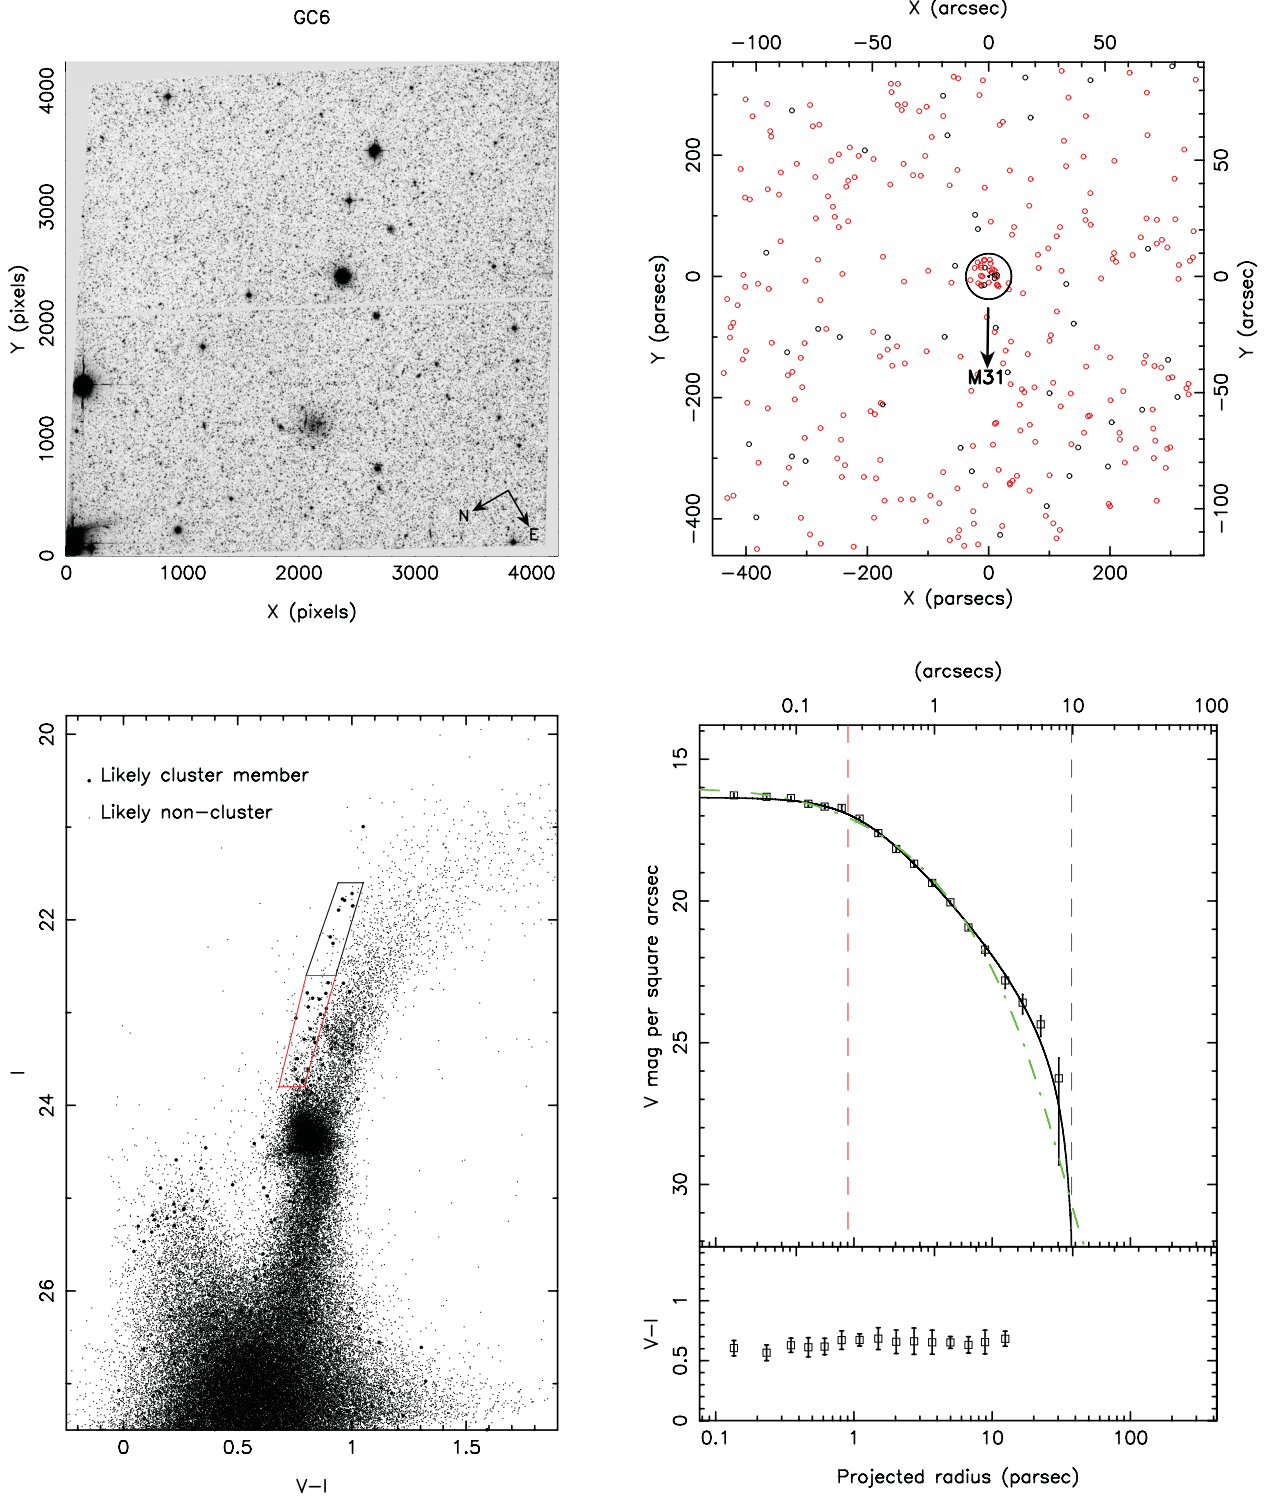 GC6
4000
3000
2000
1000
0
Y (pixels)
0 1000 2000 3000 4000
X (pixels)
N
E
X (arcsec)
−100 −50 0 50
200
0
−200
−400
Y (parsecs)
50
0
−50
−100
Y (arcsec)
M31
−400 −200 0 200
X (parsecs)
20
22
24
26
I
Likely cluster member
Likely non−cluster
0 0.5 1 1.5
V−I
(arcsecs)
0.1 1 10 100
15
20
25
30
V mag per square arcsec
1
0.5
0
V−I
0.1 1 10 100
Projected radius (parsec)